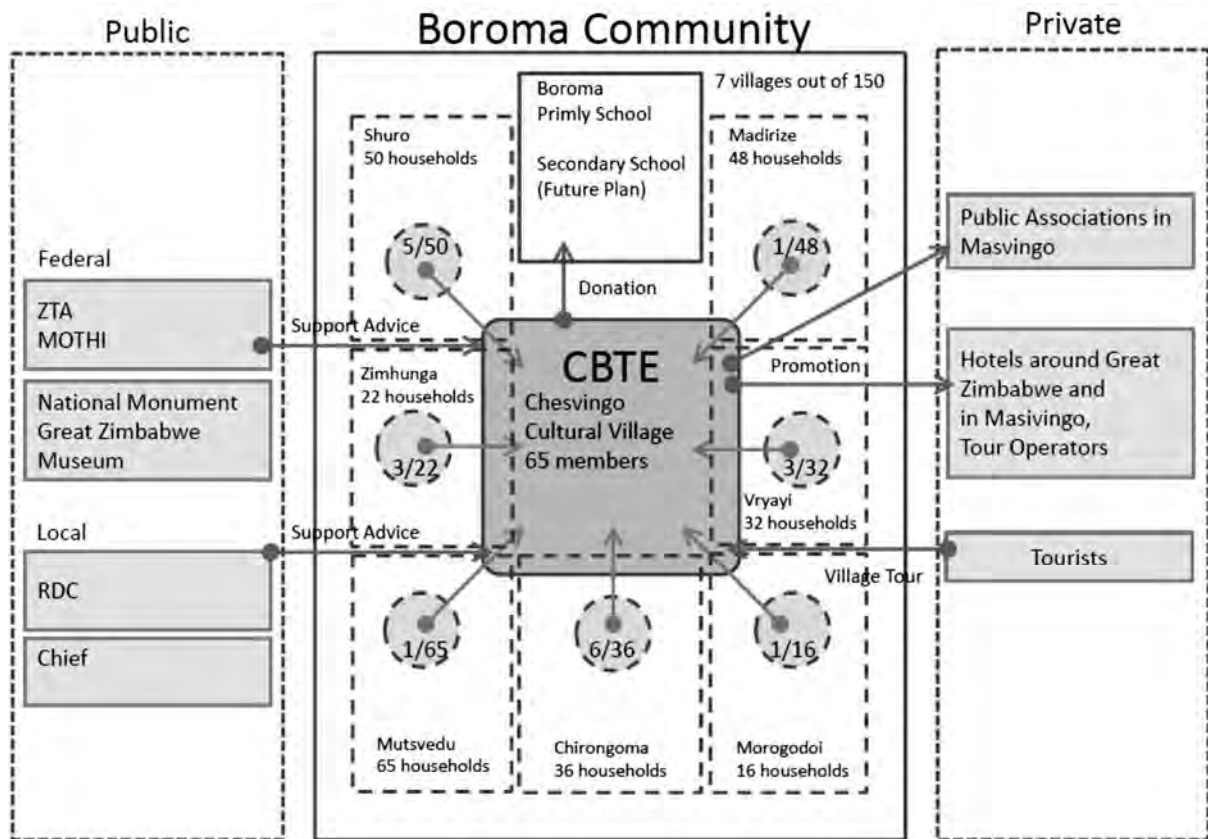 Public
Boroma Community
Private
7 villages out of 150
Boroma
Primly School
Secondary School
(Future Plan)
Shuro
50 households
Madirize
48 households
5/50
1/48
Donation
Federal
ZTA
MOTHI
Support Advice
National Monument
Great Zimbabwe
Museum
Zimhunga
22 households
3/22
CBTE
Chesvingo
Cultural Village
65 members
Promotion
3/32
Vryayi
32 households
Public Associations in
Masvingo
Hotels around Great
Zimbabwe and
in Masivingo,
Tour Operators
Local
Support Advice
RDC
Chief
Village Tour
Tourists
1/65
6/36
1/16
Mutsvedu
65 households
Chirongoma
36 households
Morogodoi
16 households